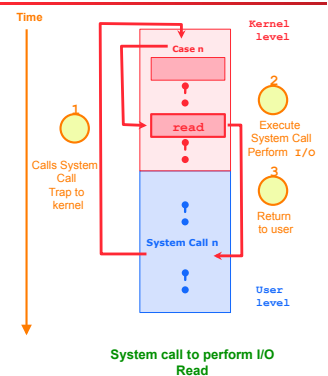 Time
Kernel
level
Case n
1
Calls System
Call
Trap to
kernel
read
2
Execute
System Call
Perform I/O
3
Return
to user
System Call n
User
level
System call to perform I/O
Read